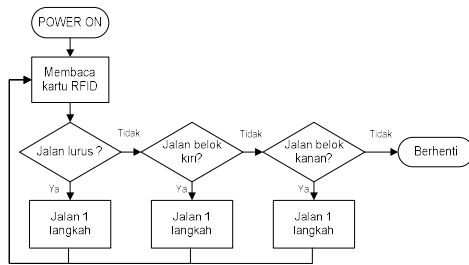 POWER ON
Membaca
kartu RFID
Jalan lurus ?
Tidak
Jalan belok
kiri?
Tidak
Jalan belok
kanan?
Tidak
Berhenti
Ya
Ya
Ya
Jalan 1
langkah
Jalan 1
langkah
Jalan 1
langkah